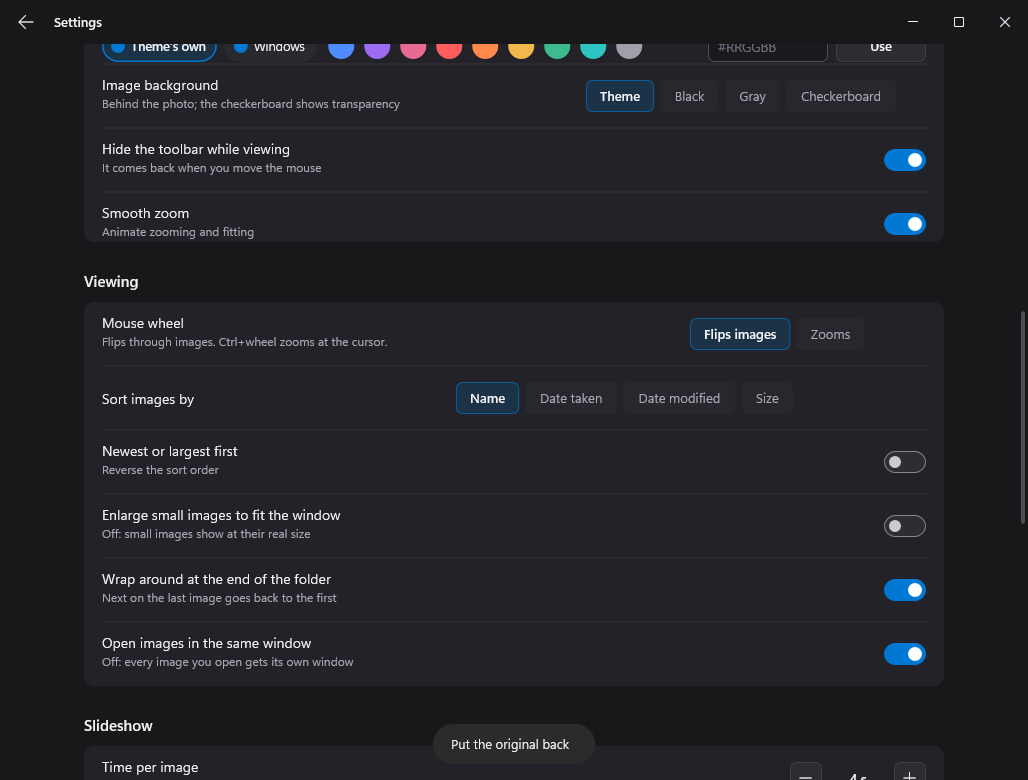 Settings
Theme's own
Windows
#RRGGBB
Use
Image background
Behind the photo; the checkerboard shows transparency
Theme
Black
Gray
Checkerboard
Hide the toolbar while viewing
It comes back when you move the mouse
Smooth zoom
Animate zooming and fitting
Viewing
Mouse wheel
Flips through images. Ctrl+wheel zooms at the cursor.
Flips images
Zooms
Sort images by
Name
Date taken
Date modified
Size
Newest or largest first
Reverse the sort order
Enlarge small images to fit the window
Off: small images show at their real size
Wrap around at the end of the folder
Next on the last image goes back to the first
Open images in the same window
Off: every image you open gets its own window
Slideshow
Put the original back
Time per image
4 s